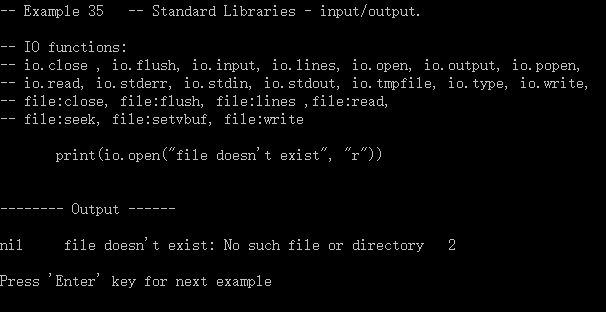 -- Example 35   -- Standard Libraries - input/output.
-- IO functions:
-- io.close , io.flush, io.input, io.lines, io.open, io.output, io.popen,
-- io.read, io.stderr, io.stdin, io.stdout, io.tmpfile, io.type, io.write,
-- file:close, file:flush, file:lines ,file:read,
-- file:seek, file:setvbuf, file:write
print(io.open("file doesn't exist", "r"))
-------- Output ------
nil     file doesn't exist: No such file or directory   2
Press 'Enter' key for next example